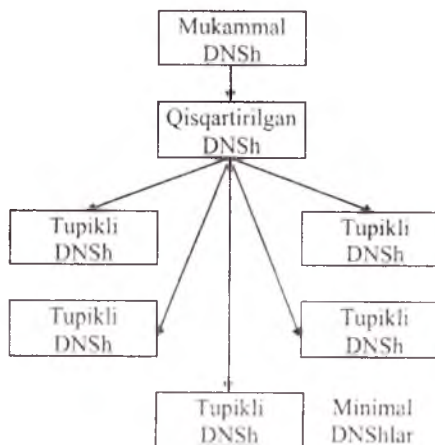 Mukammal
DNSh
Qisqartirilgan
DNSh
Tupikli
DNSh
Tupikli
DNSh
Tupikli
DNSh
Tupikli
DNSh
Tupikli
DNSh
Minimal
DNShlar